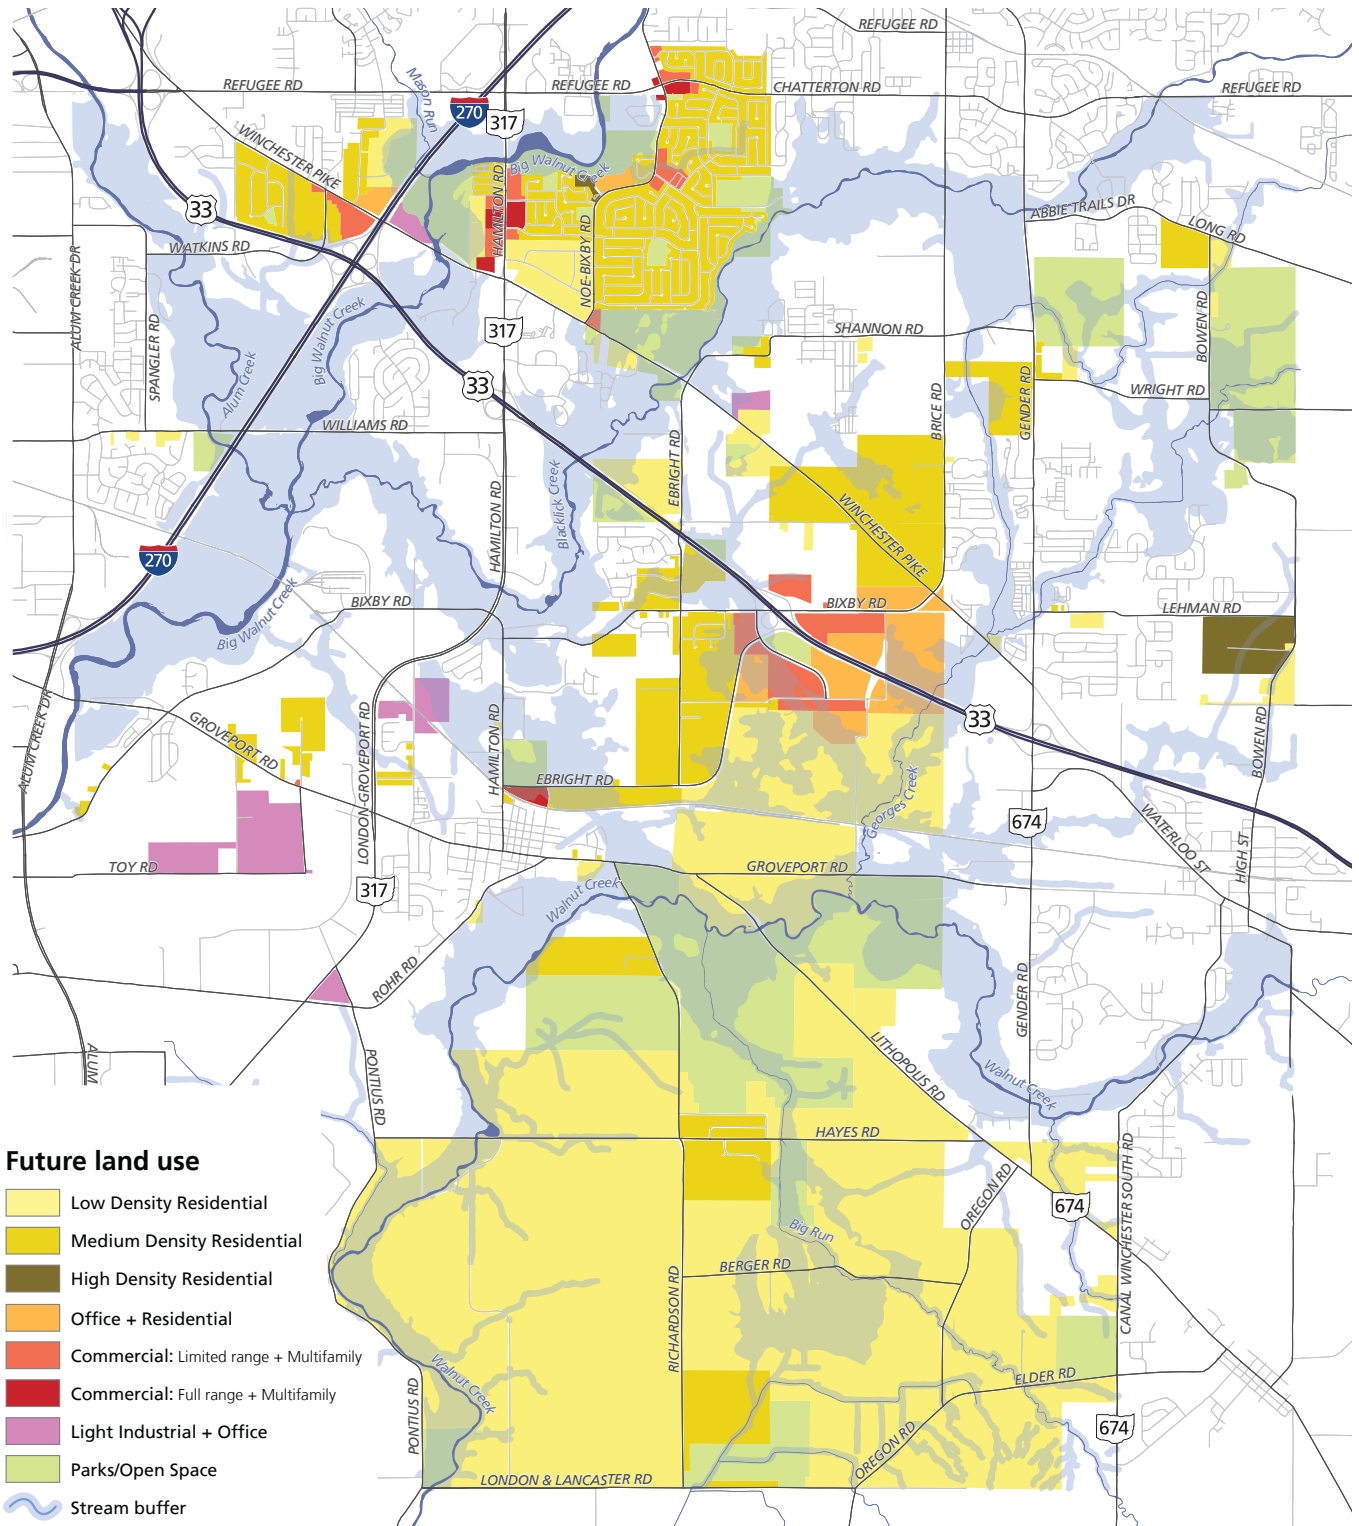 REFUGEE RD
REFUGEE RD
REFUGEE RD
CHATTERTON RD
REFUGEE RD
Mason Run
270
317
WINCHESTER PIKE
Big Walnut Creek
HAMILTON RD
33
ABBIE TRAILS DR
LONG RD
WATKINS RD
NOE-BIXBY RD
ALUM CREEK DR
SPANGLER RD
Big Walnut Creek
317
SHANNON RD
BOWEN RD
Alum Creek
33
WRIGHT RD
BRICE RD
GENDER RD
WILLIAMS RD
EBRIGHT RD
HAMILTON RD
Blacklick Creek
WINCHESTER PIKE
270
BIXBY RD
BIXBY RD
LEHMAN RD
Big Walnut Creek
ALUM CREEK DR
GROVEPORT RD
LONDON-GROVEPORT RD
HAMILTON RD
33
BOWEN RD
EBRIGHT RD
Georges Creek
674
WATERLOO ST
HIGH ST
TOY RD
GROVEPORT RD
317
Walnut Creek
ROHR RD
GENDER RD
LITHOPOLIS RD
ALUM
PONTIUS RD
Walnut Creek
HAYES RD
CANAL WINCHESTER SOUTH RD
OREGON RD
674
Big Run
BERGER RD
RICHARDSON RD
Walnut Creek
ELDER RD
PONTIUS RD
OREGON RD
674
LONDON & LANCASTER RD
Future land use
Low Density Residential
Medium Density Residential
High Density Residential
Office + Residential
Commercial: Limited range + Multifamily
Commercial: Full range + Multifamily
Light Industrial + Office
Parks/Open Space
Stream buffer